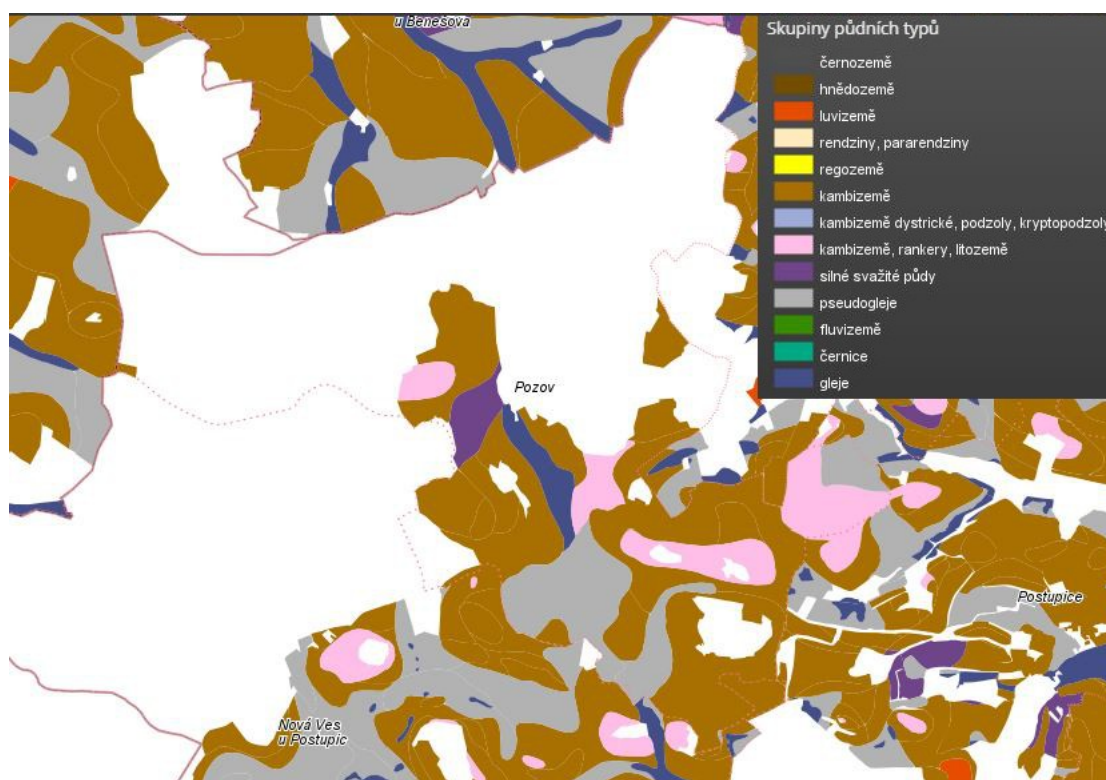 u Benešova
Skupiny půdních typů
černozemě
hnědozemě
luvizemě
rendziny, pararendziny
regozemě
kambizemě
kambizemě dystrické, podzoly, kryptopodzoly
kambizemě, rankery, litozemě
silné svažité půdy
pseudogleje
fluvizemě
černice
gleje
Pozov
Postupice
Nová Ves
u Postupic